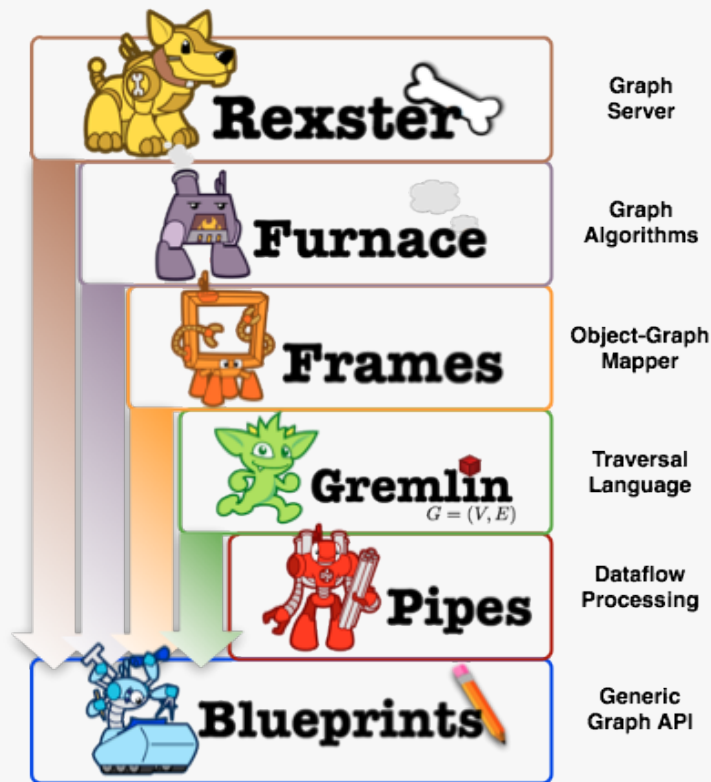 Rexster
Graph
Server
Furnace
Graph
Algorithms
Frames
Object-Graph
Mapper
Gremlin
G = (V, E)
Traversal
Language
Pipes
Dataflow
Processing
Blueprints
Generic
Graph API